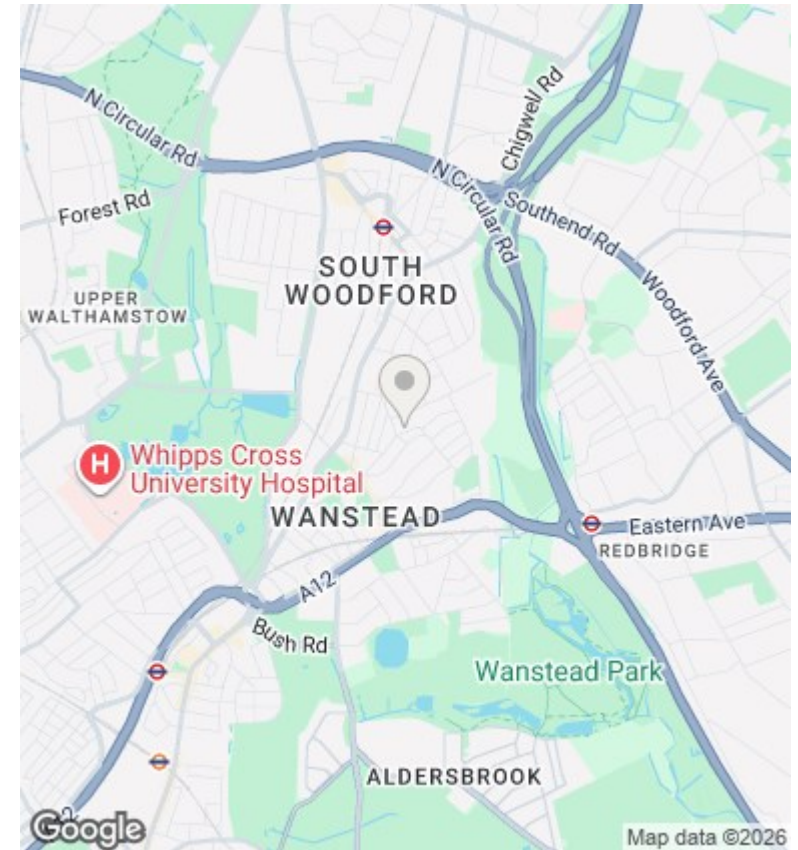 N Circular Rd
Chigwell Rd
N Circular Rd
Forest Rd
Southend Rd
SOUTH
WOODFORD
UPPER
WALTHAMSTOW
Woodford Ave
H
Whipps Cross
University Hospital
WANSTEAD
Eastern Ave
REDBRIDGE
A12
Bush Rd
Wanstead Park
ALDERSBROOK
Google
Map data ©2026